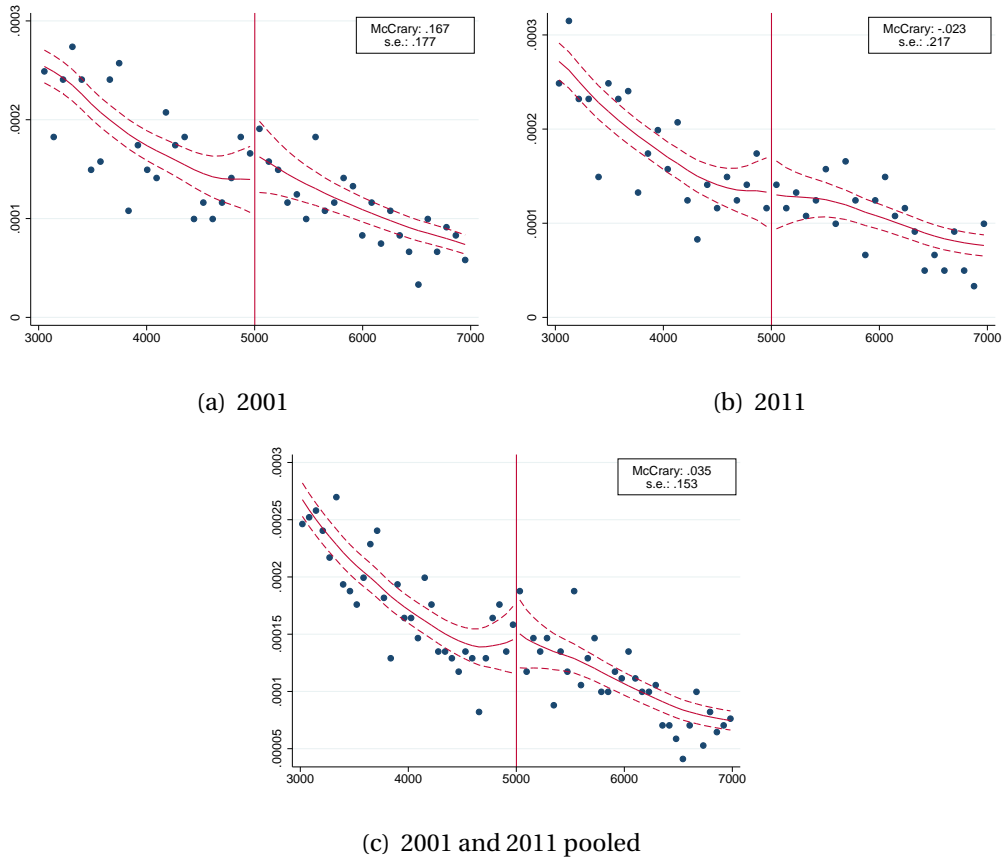 McCrary: .167
s.e.: .177
.0003
.0002
.0001
0
3000 4000 5000 6000 7000
(a) 2001
McCrary: -.023
s.e.: .217
.0003
.0002
.0001
0
3000 4000 5000 6000 7000
(b) 2011
McCrary: .035
s.e.: .153
.0003
.00025
.0002
.00015
.0001
.00005
3000 4000 5000 6000 7000
(c) 2001 and 2011 pooled